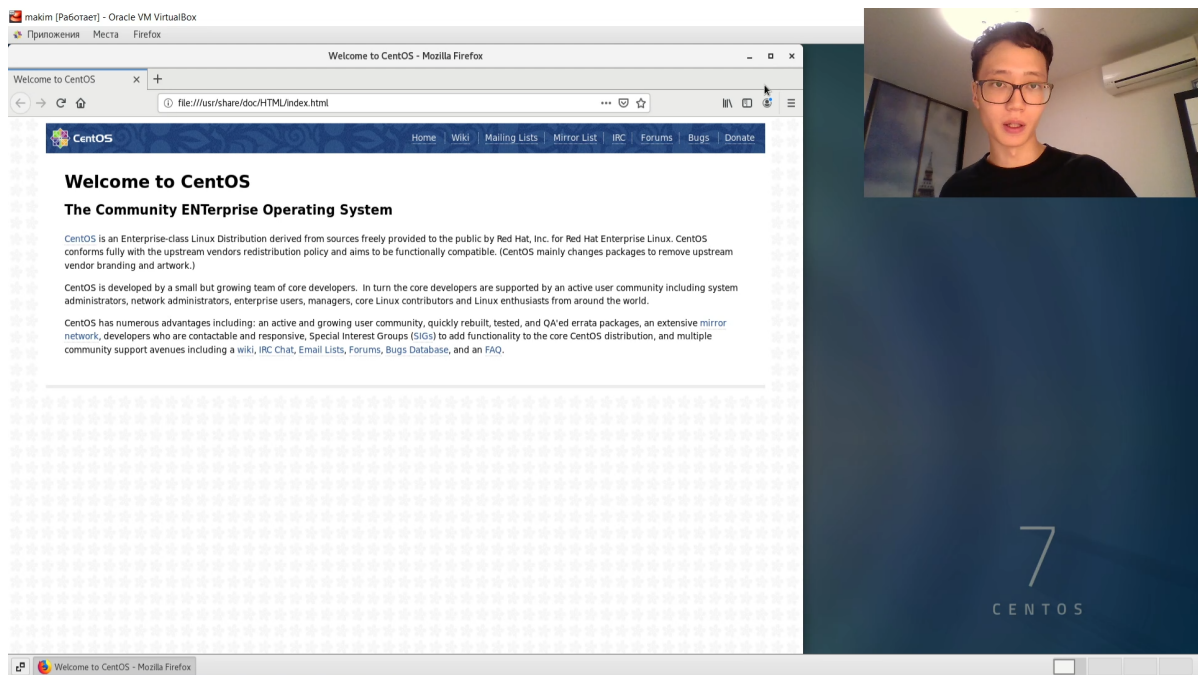 makim [Работает] - Oracle VM VirtualBox
Приложения Места Firefox
Welcome to CentOS - Mozilla Firefox
Welcome to CentOS
file:///usr/share/doc/HTML/index.html
CentOS
Home | Wiki | Mailing Lists | Mirror List | IRC | Forums | Bugs | Donate
Welcome to CentOS
The Community ENTerprise Operating System
CentOS is an Enterprise-class Linux Distribution derived from sources freely provided to the public by Red Hat, Inc. for Red Hat Enterprise Linux. CentOS
conforms fully with the upstream vendors redistribution policy and aims to be functionally compatible. (CentOS mainly changes packages to remove upstream
vendor branding and artwork.)
CentOS is developed by a small but growing team of core developers. In turn the core developers are supported by an active user community including system
administrators, network administrators, enterprise users, managers, core Linux contributors and Linux enthusiasts from around the world.
CentOS has numerous advantages including: an active and growing user community, quickly rebuilt, tested, and QA'ed errata packages, an extensive mirror
network, developers who are contactable and responsive, Special Interest Groups (SIGs) to add functionality to the core CentOS distribution, and multiple
community support avenues including a wiki, IRC Chat, Email Lists, Forums, Bugs Database, and an FAQ.
7
CENTOS
Welcome to CentOS - Mozilla Firefox